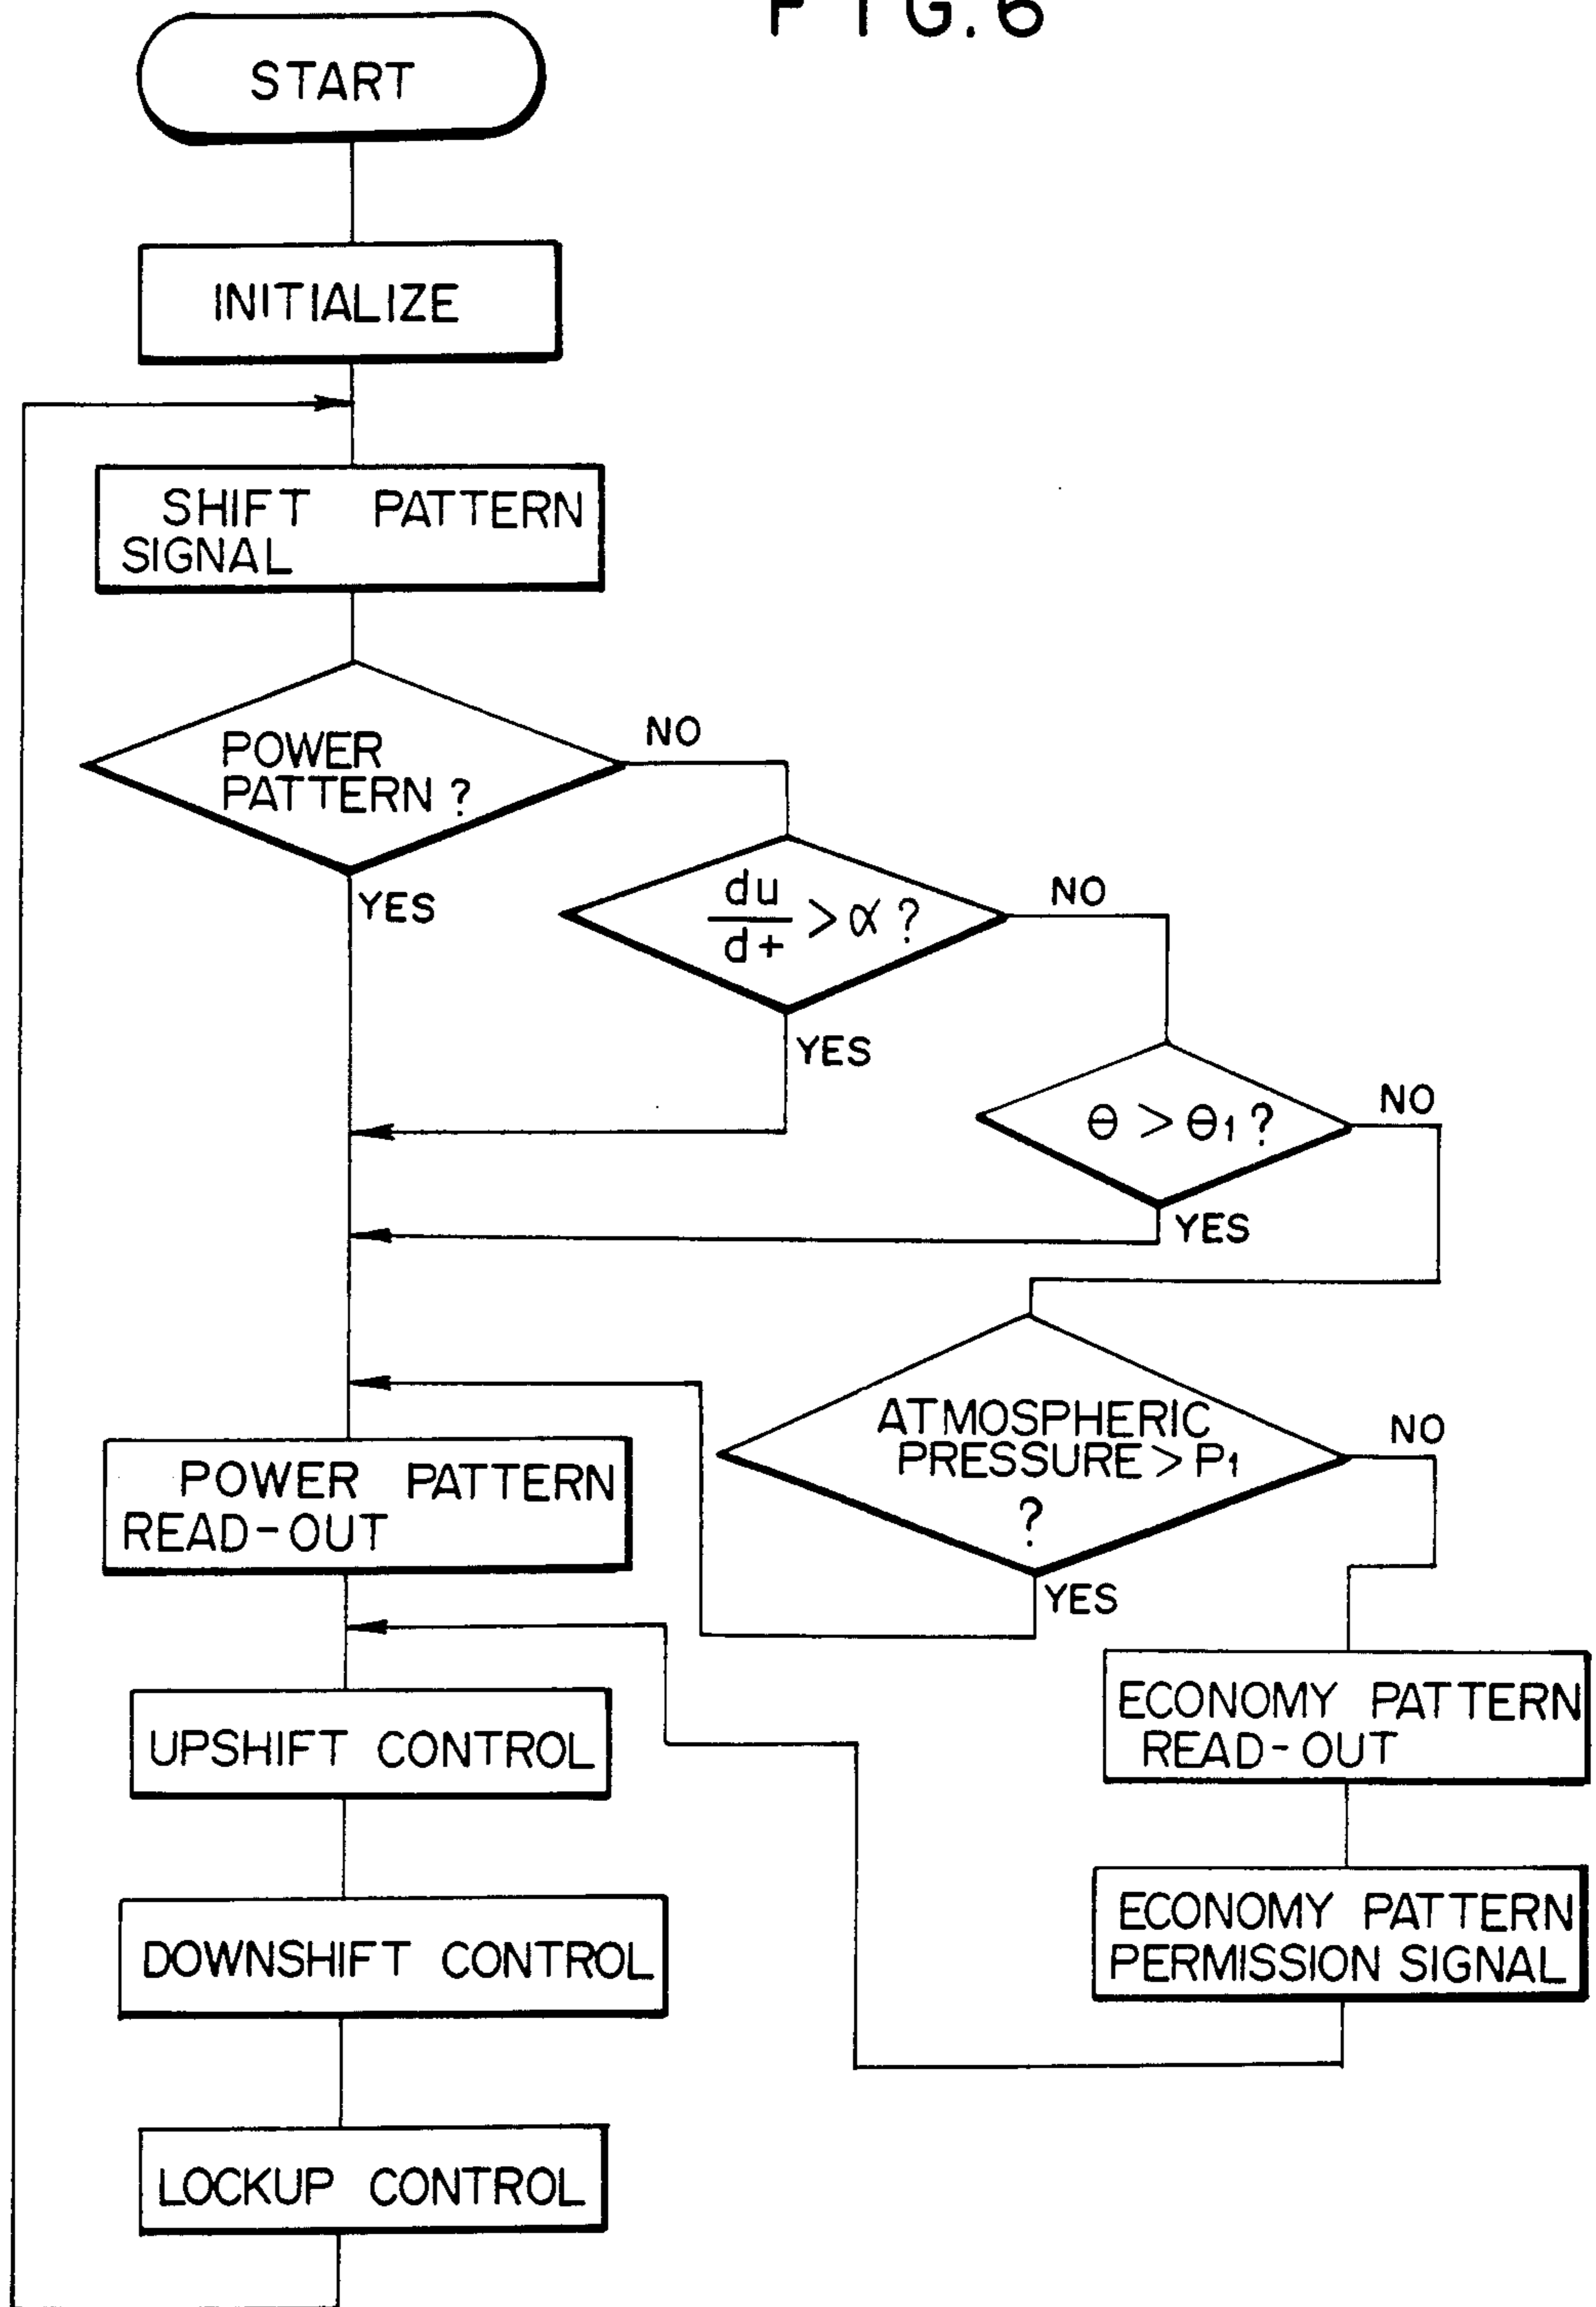 FIG.6
START
INITIALIZE
SHIFT PATTERN
SIGNAL
POWER
PATTERN ?
NO
YES
du
d+ > α ?
NO
YES
θ > θ1 ?
NO
YES
ATMOSPHERIC
PRESSURE > P1
?
NO
YES
POWER PATTERN
READ-OUT
ECONOMY PATTERN
READ-OUT
UPSHIFT CONTROL
ECONOMY PATTERN
PERMISSION SIGNAL
DOWNSHIFT CONTROL
LOCKUP CONTROL